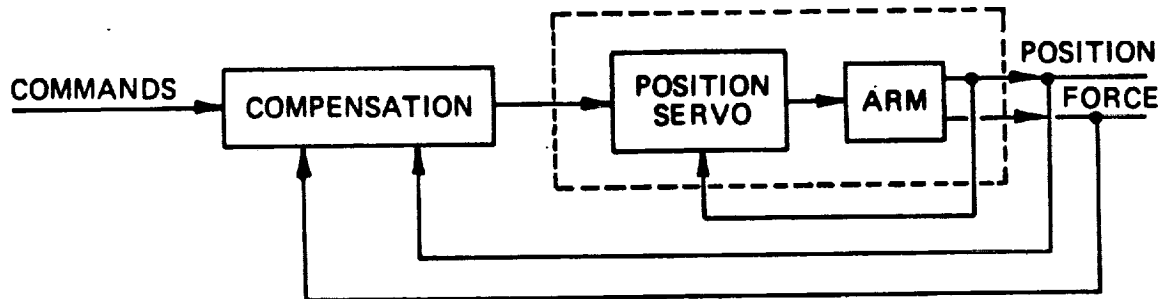 COMMANDS
COMPENSATION
POSITION
SERVO
ARM
POSITION
FORCE